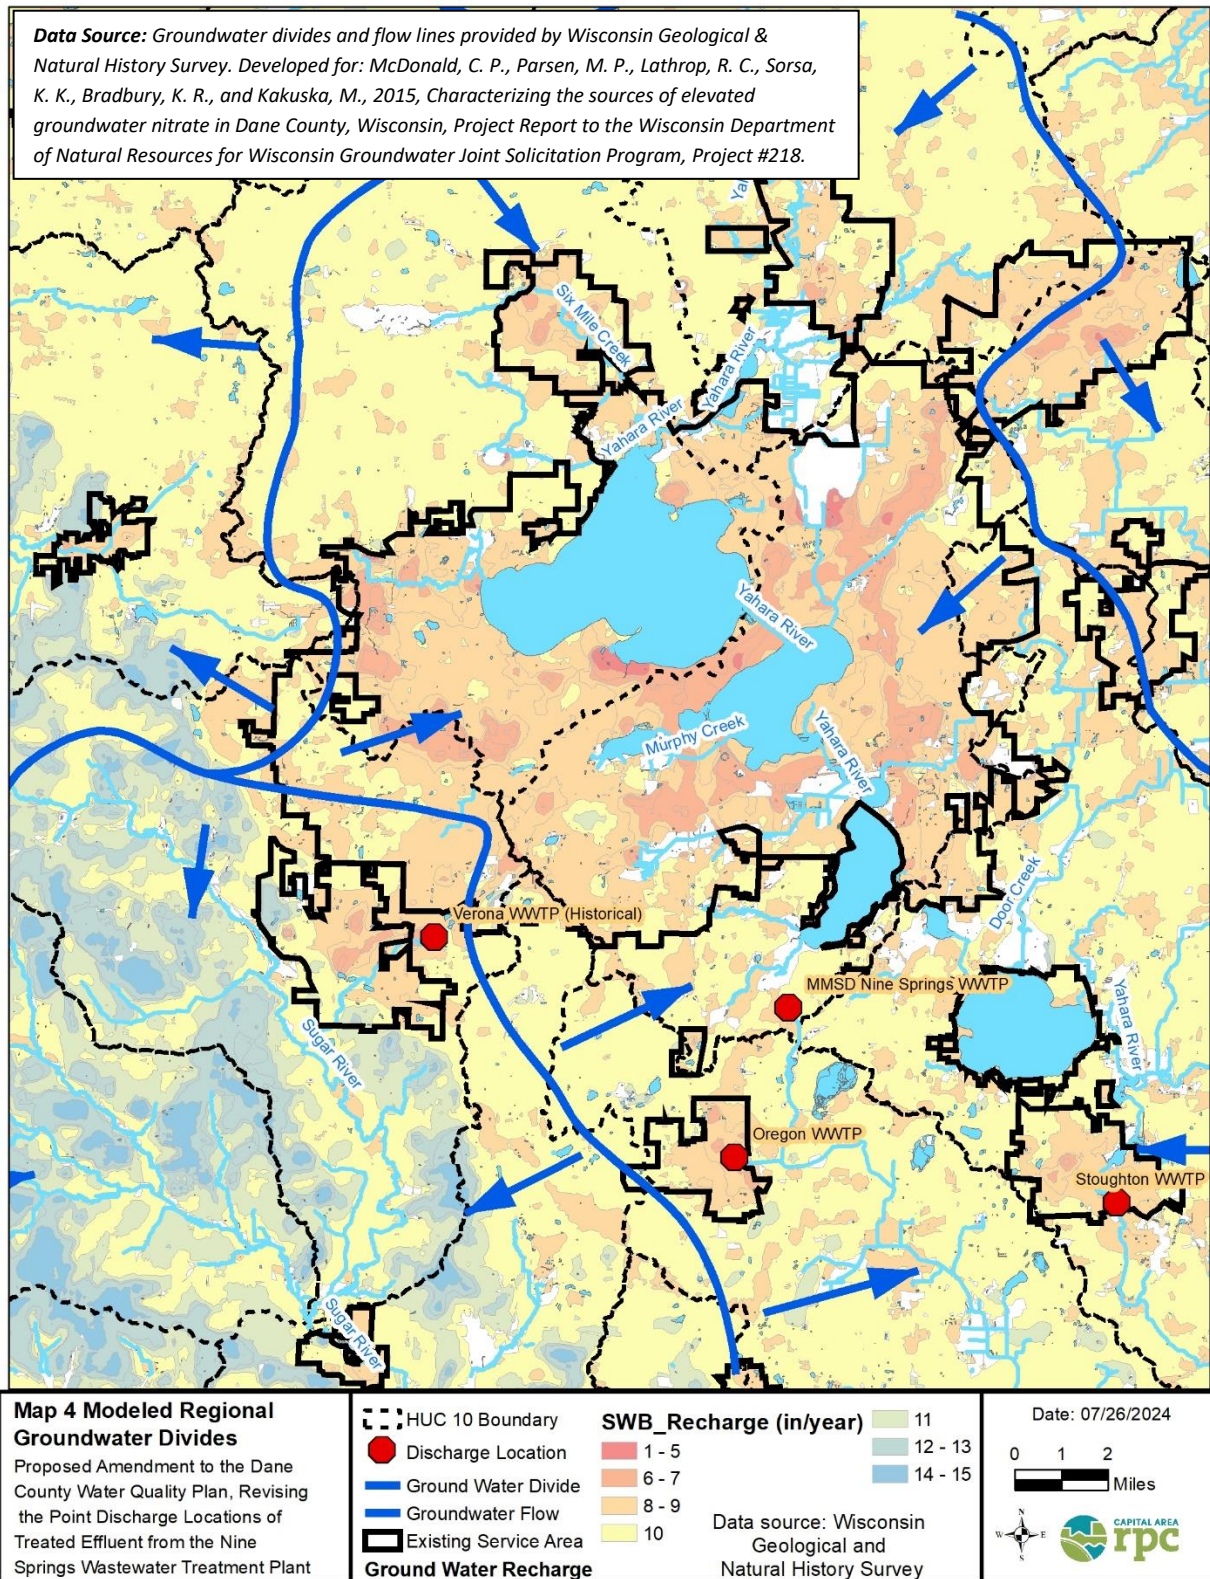 Data Source: Groundwater divides and flow lines provided by Wisconsin Geological &
Natural History Survey. Developed for: McDonald, C. P., Parsen, M. P., Lathrop, R. C., Sorsa,
K. K., Bradbury, K. R., and Kakuska, M., 2015, Characterizing the sources of elevated
groundwater nitrate in Dane County, Wisconsin, Project Report to the Wisconsin Department
of Natural Resources for Wisconsin Groundwater Joint Solicitation Program, Project #218.
Six Mile Creek
Yahara River
Yahara River
Yahara River
Murphy Creek
Yahara River
Door Creek
Verona WWTP (Historical)
MMSD Nine Springs WWTP
Yahara River
Sugar River
Oregon WWTP
Stoughton WWTP
Sugar River
Map 4 Modeled Regional
Groundwater Divides
Proposed Amendment to the Dane
County Water Quality Plan, Revising
the Point Discharge Locations of
Treated Effluent from the Nine
Springs Wastewater Treatment Plant
HUC 10 Boundary
Discharge Location
Ground Water Divide
Groundwater Flow
Existing Service Area
Ground Water Recharge
SWB_Recharge (in/year)
1 - 5
6 - 7
8 - 9
10
11
12 - 13
14 - 15
Data source: Wisconsin
Geological and
Natural History Survey
Date: 07/26/2024
0 1 2
Miles
N
W E
S
CAPITAL AREA
rpc